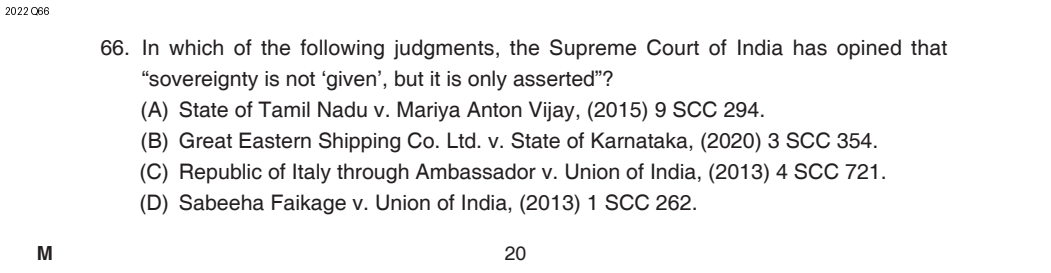 2022 Q66
66. In which of the following judgments, the Supreme Court of India has opined that
“sovereignty is not ‘given’, but it is only asserted”?
(A) State of Tamil Nadu v. Mariya Anton Vijay, (2015) 9 SCC 294.
(B) Great Eastern Shipping Co. Ltd. v. State of Karnataka, (2020) 3 SCC 354.
(C) Republic of Italy through Ambassador v. Union of India, (2013) 4 SCC 721.
(D) Sabeeha Faikage v. Union of India, (2013) 1 SCC 262.
M 20